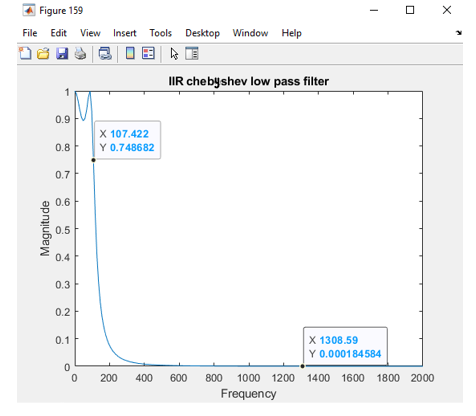 Figure 159
File Edit View Insert Tools Desktop Window Help
IIR chebyshev low pass filter
1
0.9
0.8
0.7
0.6
0.5
0.4
0.3
0.2
0.1
0
X 107.422
Y 0.748682
X 1308.59
Y 0.000184584
Magnitude
0 200 400 600 800 1000 1200 1400 1600 1800 2000
Frequency